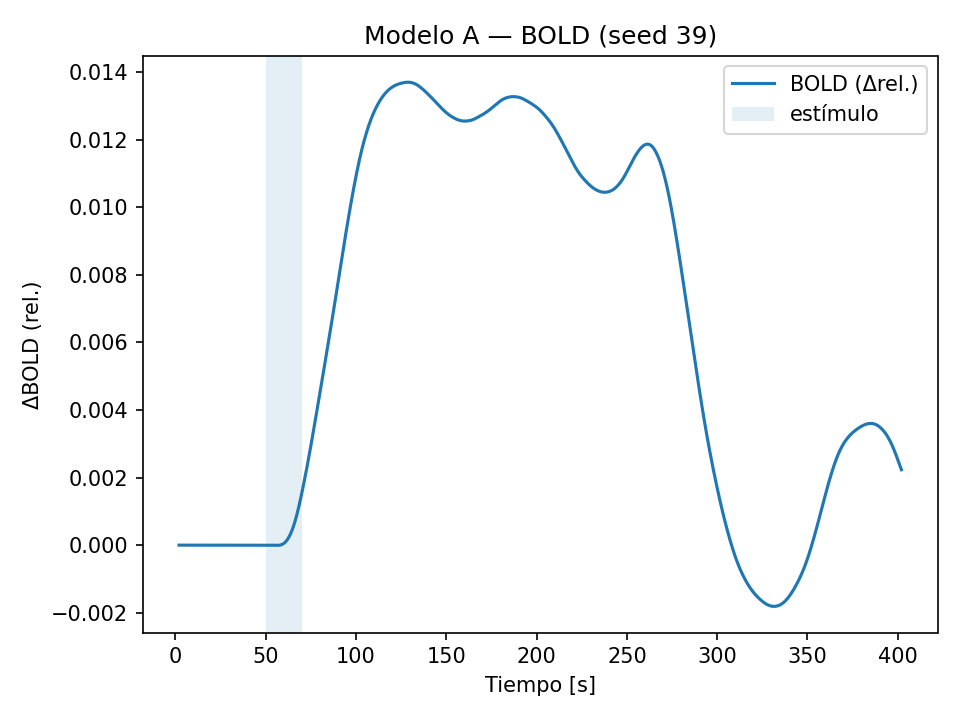 Modelo A — BOLD (seed 39)
BOLD (Δrel.)
estímulo
ΔBOLD (rel.)
0.014
0.012
0.010
0.008
0.006
0.004
0.002
0.000
−0.002
0 50 100 150 200 250 300 350 400
Tiempo [s]